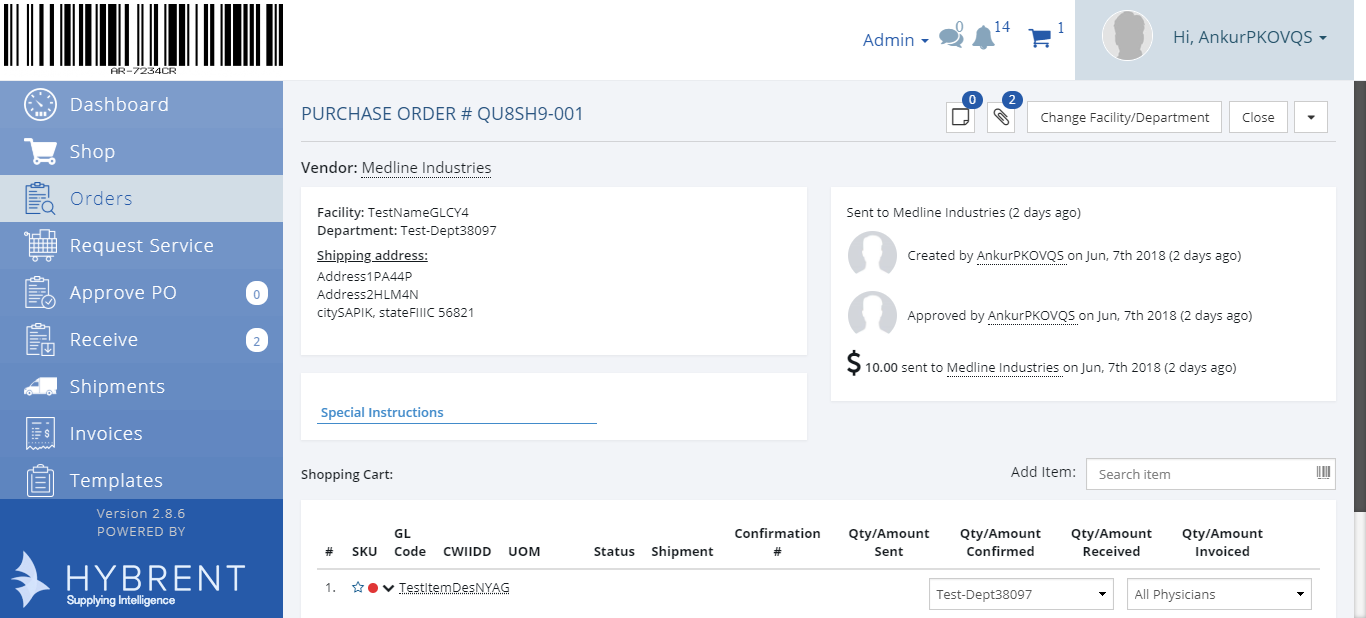 AR-7234CR
Admin
0
14
1
Hi, AnkurPKOVQS
Dashboard
Shop
Orders
Request Service
Approve PO 0
Receive 2
Shipments
Invoices
Templates
Version 2.8.6
POWERED BY
HYBRENT
Supplying Intelligence
PURCHASE ORDER # QU8SH9-001
0
2
Change Facility/Department
Close
Vendor: Medline Industries
Facility: TestNameGLCY4
Department: Test-Dept38097
Shipping address:
Address1PA44P
Address2HLM4N
citySAPIK, stateFIIIC 56821
Special Instructions
Sent to Medline Industries (2 days ago)
Created by AnkurPKOVQS on Jun, 7th 2018 (2 days ago)
Approved by AnkurPKOVQS on Jun, 7th 2018 (2 days ago)
$ 10.00 sent to Medline Industries on Jun, 7th 2018 (2 days ago)
Shopping Cart:
Add Item: Search item
# SKU GL Code CWIIDD UOM Status Shipment Confirmation # Qty/Amount Sent Qty/Amount Confirmed Qty/Amount Received Qty/Amount Invoiced
1. TestItemDesNYAG Test-Dept38097 All Physicians